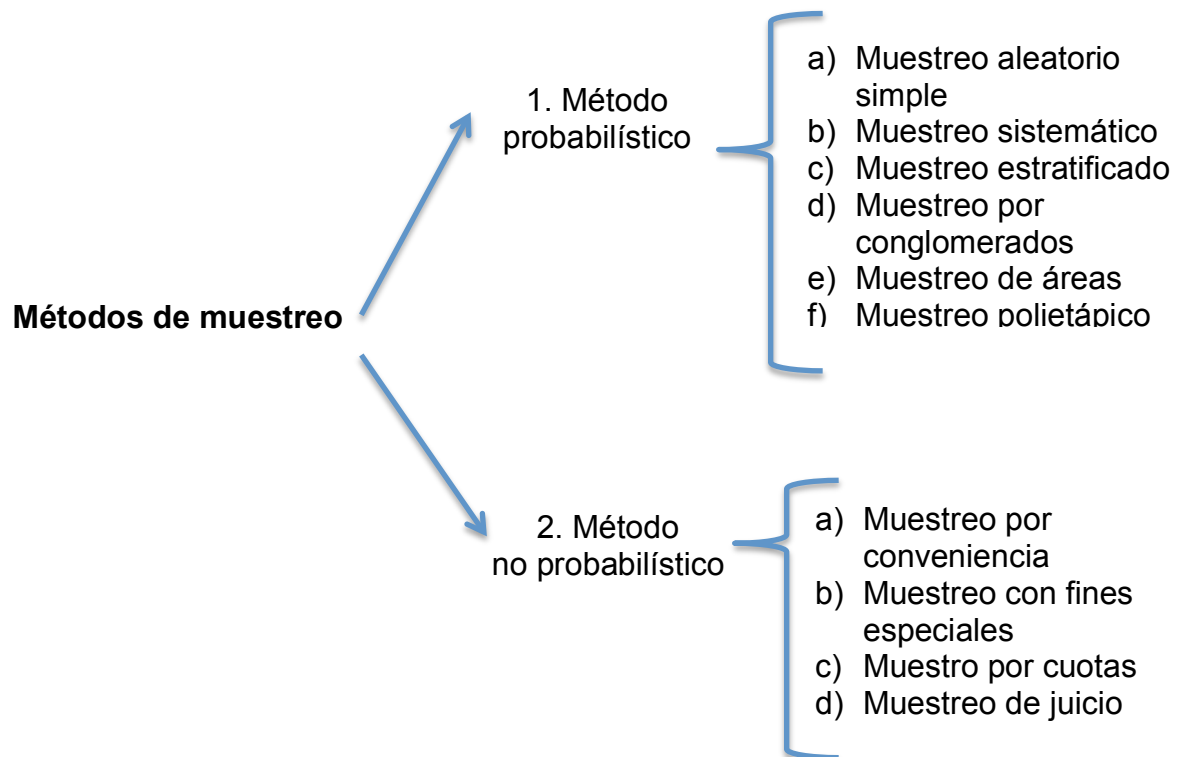 Métodos de muestreo
1. Método
probabilístico
a) Muestreo aleatorio
simple
b) Muestreo sistemático
c) Muestreo estratificado
d) Muestreo por
conglomerados
e) Muestreo de áreas
f) Muestreo polietápico
2. Método
no probabilístico
a) Muestreo por
conveniencia
b) Muestreo con fines
especiales
c) Muestro por cuotas
d) Muestreo de juicio